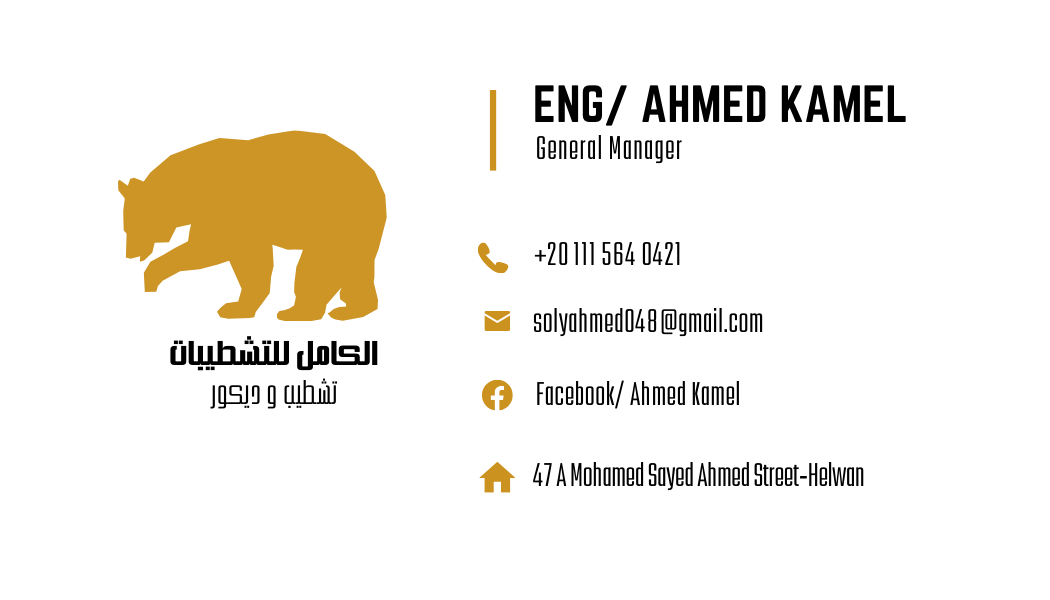 ENG/ AHMED KAMEL
General Manager
+20 111 564 0421
solyahmed048@gmail.com
Facebook/ Ahmed Kamel
47 A Mohamed Sayed Ahmed Street-Helwan
الكامل للتشطيبات
تشطيب و ديكور